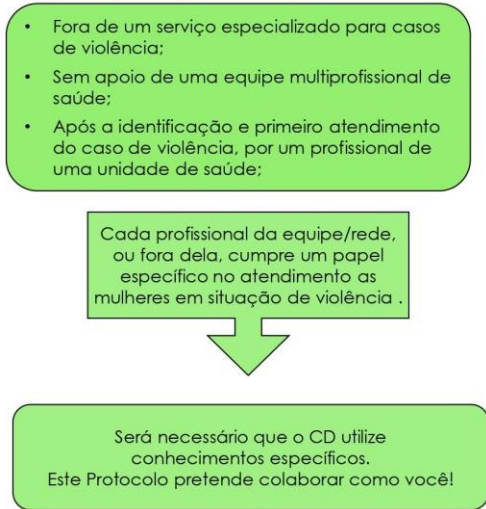 • Fora de um serviço especializado para casos
de violência;
• Sem apoio de uma equipe multiprofissional de
saúde;
• Após a identificação e primeiro atendimento
do caso de violência, por um profissional de
uma unidade de saúde;
Cada profissional da equipe/rede,
ou fora dela, cumpre um papel
específico no atendimento as
mulheres em situação de violência .
Será necessário que o CD utilize
conhecimentos específicos.
Este Protocolo pretende colaborar como você!